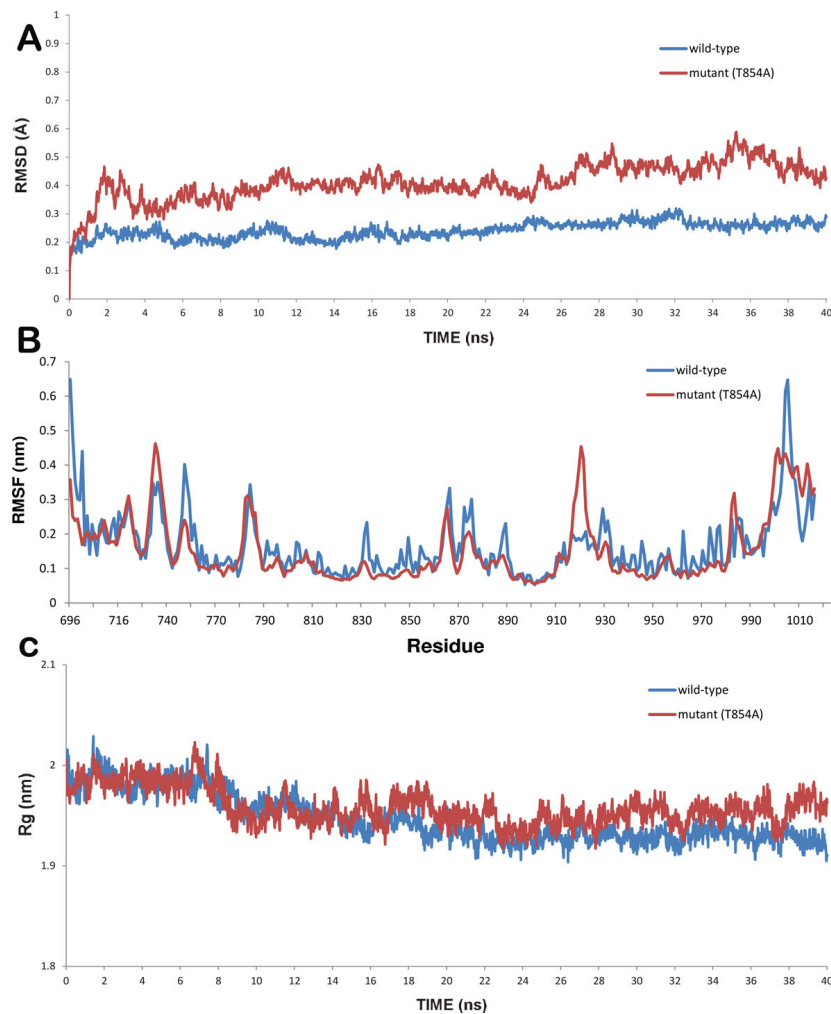 A
RMSD (Å)
1
0.9
0.8
0.7
0.6
0.5
0.4
0.3
0.2
0.1
0
wild-type
mutant (T854A)
0 2 4 6 8 10 12 14 16 18 20 22 24 26 28 30 32 34 36 38 40
TIME (ns)
B
RMSF (nm)
0.7
0.6
0.5
0.4
0.3
0.2
0.1
0
wild-type
mutant (T854A)
696 716 740 770 790 810 830 850 870 890 910 930 950 970 990 1010
Residue
C
Rg (nm)
2.1
2
1.9
1.8
wild-type
mutant (T854A)
0 2 4 6 8 10 12 14 16 18 20 22 24 26 28 30 32 34 36 38 40
TIME (ns)